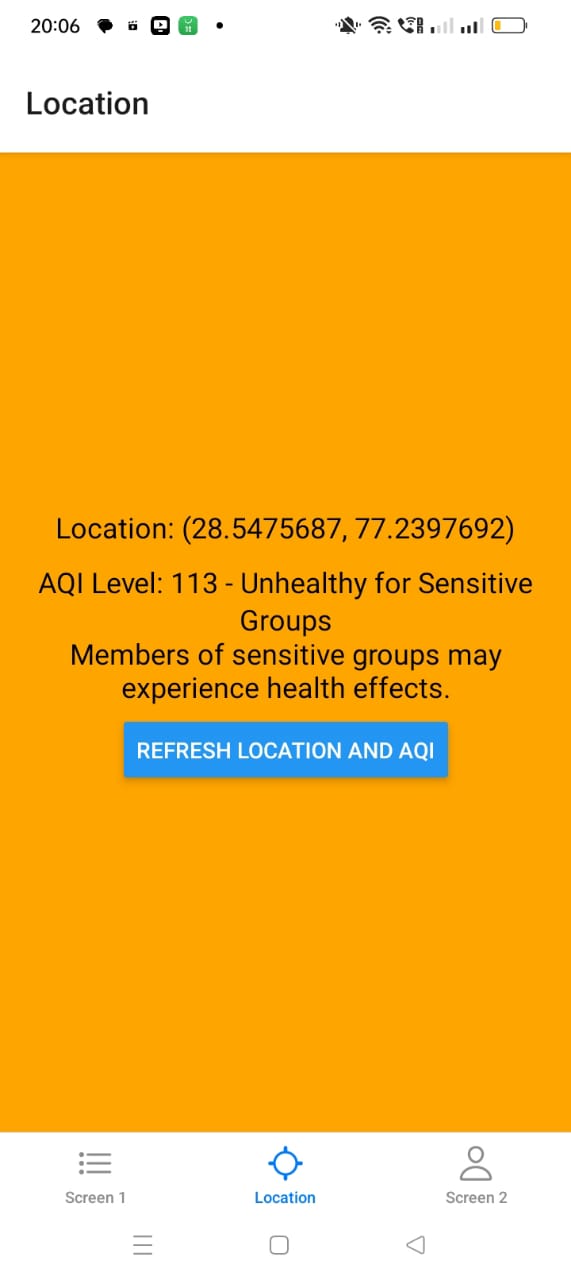 20:06
Location
Location: (28.5475687, 77.2397692)
AQI Level: 113 - Unhealthy for Sensitive
Groups
Members of sensitive groups may
experience health effects.
REFRESH LOCATION AND AQI
Screen 1
Location
Screen 2